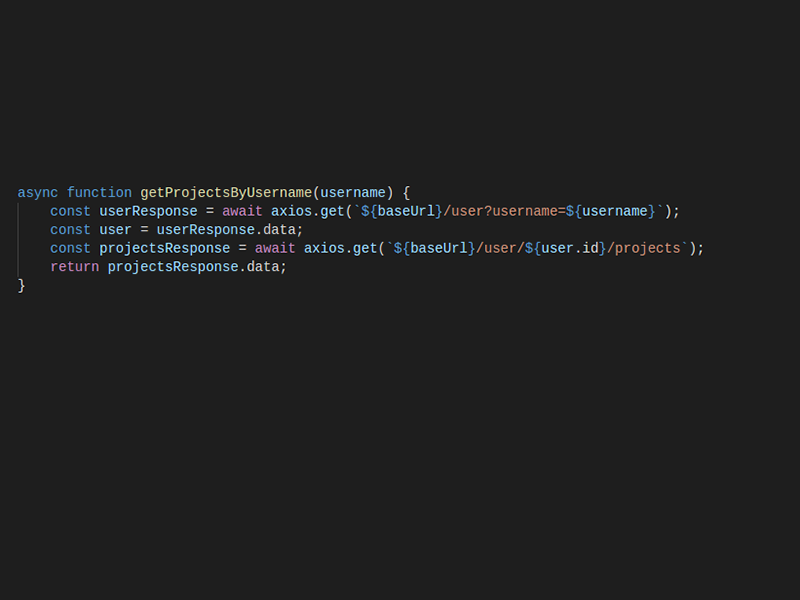 async function getProjectsByUsername(username) {
    const userResponse = await axios.get(`${baseUrl}/user?username=${username}`);
    const user = userResponse.data;
    const projectsResponse = await axios.get(`${baseUrl}/user/${user.id}/projects`);
    return projectsResponse.data;
}